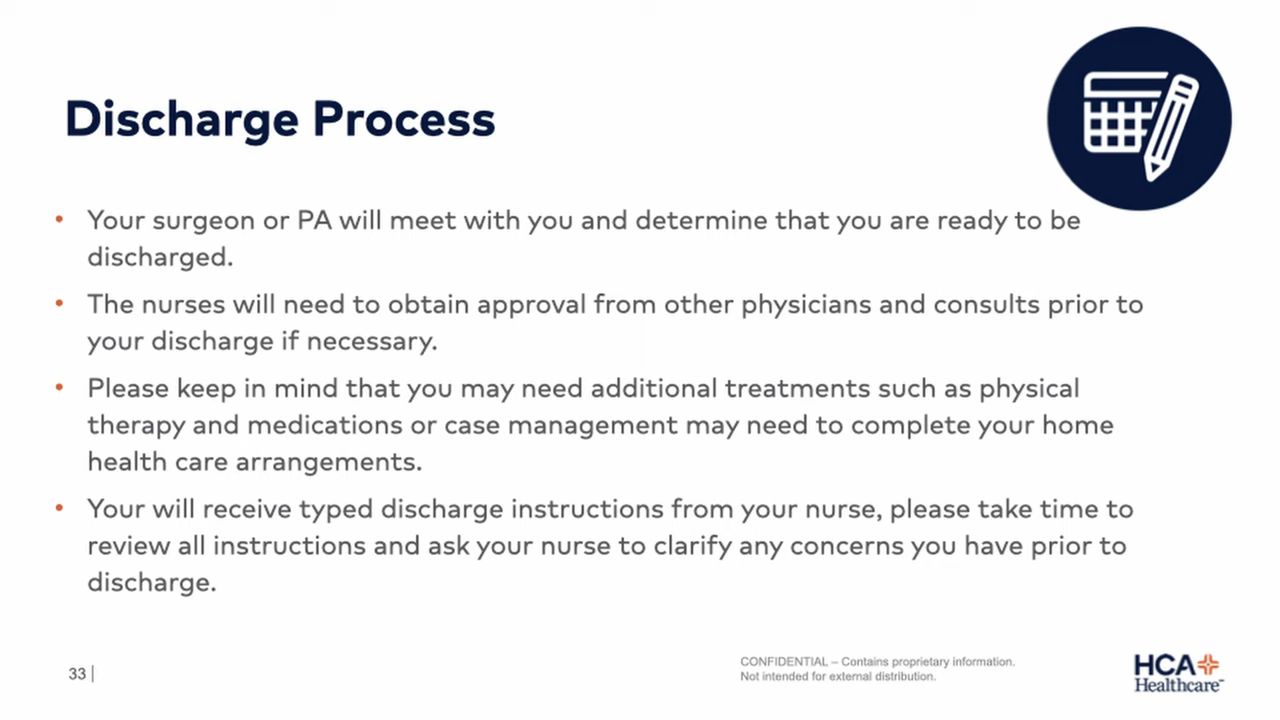 Discharge Process
• Your surgeon or PA will meet with you and determine that you are ready to be
discharged.
• The nurses will need to obtain approval from other physicians and consults prior to
your discharge if necessary.
• Please keep in mind that you may need additional treatments such as physical
therapy and medications or case management may need to complete your home
health care arrangements.
• Your will receive typed discharge instructions from your nurse, please take time to
review all instructions and ask your nurse to clarify any concerns you have prior to
discharge.
33 |
CONFIDENTIAL – Contains proprietary information.
Not intended for external distribution.
HCA
Healthcare™